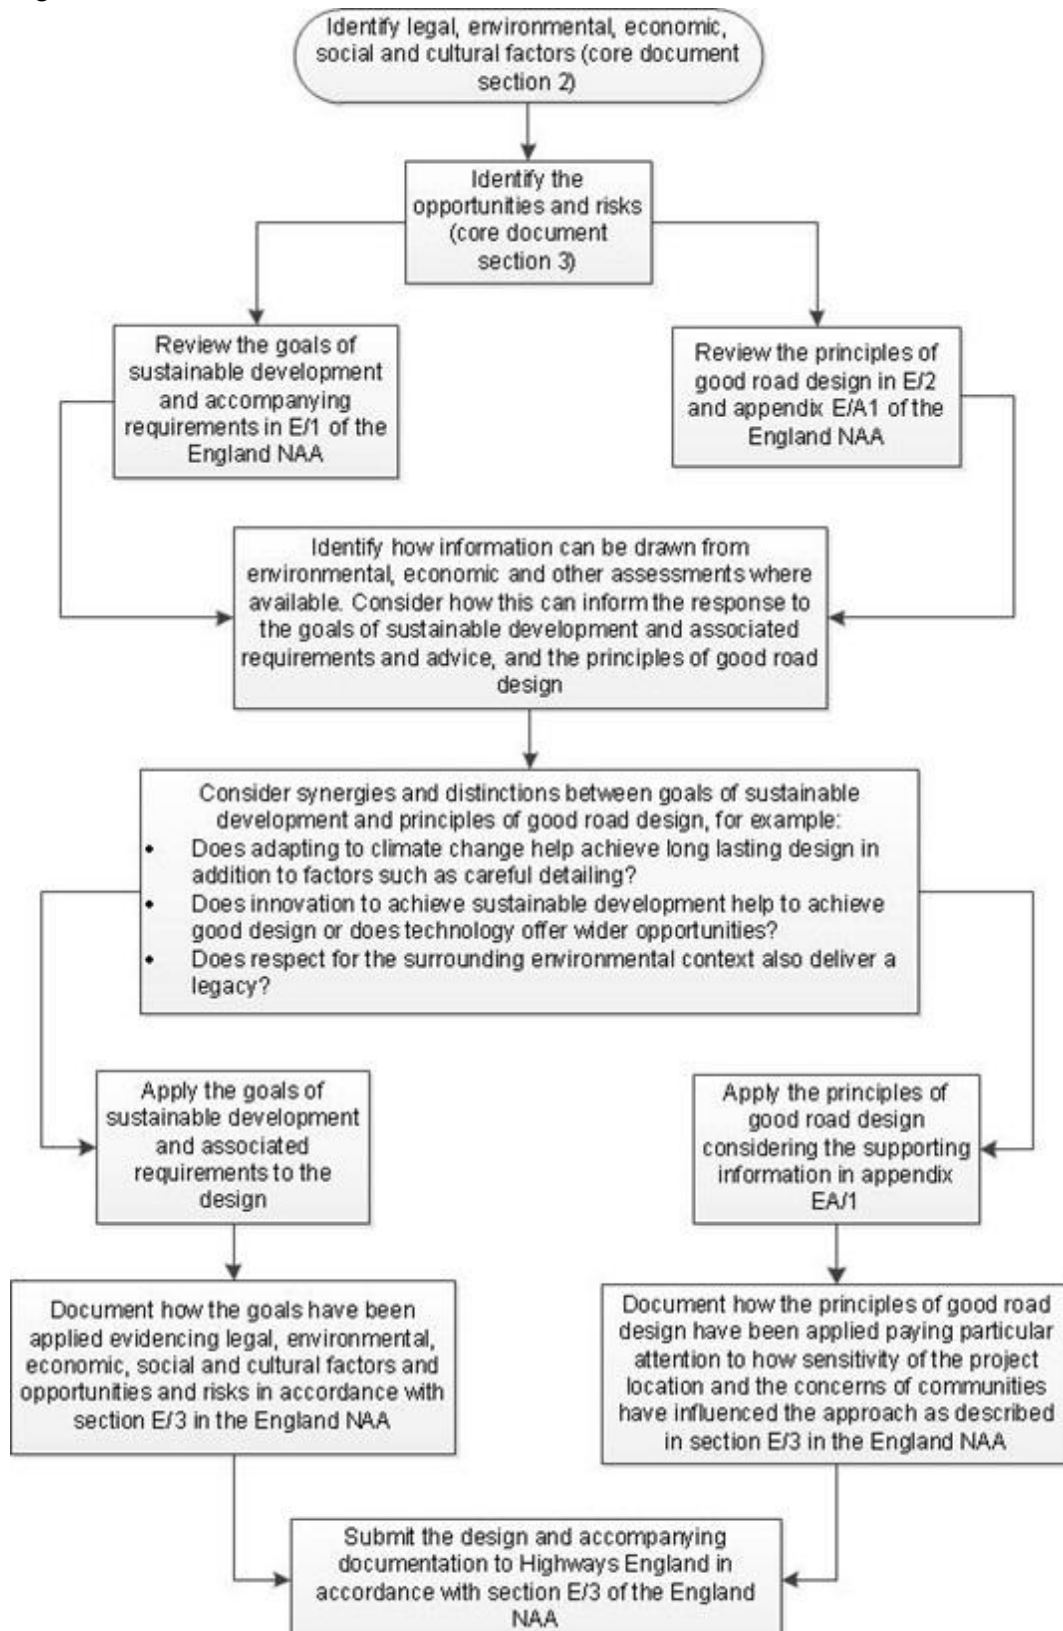 Identify legal, environmental, economic,
social and cultural factors (core document
section 2)
Identify the
opportunities and risks
(core document
section 3)
Review the goals of
sustainable development
and accompanying
requirements in E/1 of the
England NAA
Review the principles of
good road design in E/2
and appendix E/A1 of the
England NAA
Identify how information can be drawn from
environmental, economic and other assessments where
available. Consider how this can inform the response to
the goals of sustainable development and associated
requirements and advice, and the principles of good road
design
Consider synergies and distinctions between goals of sustainable
development and principles of good road design, for example:
• Does adapting to climate change help achieve long lasting design in
addition to factors such as careful detailing?
• Does innovation to achieve sustainable development help to achieve
good design or does technology offer wider opportunities?
• Does respect for the surrounding environmental context also deliver a
legacy?
Apply the goals of
sustainable development
and associated
requirements to the
design
Apply the principles of
good road design
considering the supporting
information in appendix
EA/1
Document how the goals have been
applied evidencing legal, environmental,
economic, social and cultural factors and
opportunities and risks in accordance with
section E/3 in the England NAA
Document how the principles of good road
design have been applied paying particular
attention to how sensitivity of the project
location and the concerns of communities
have influenced the approach as described
in section E/3 in the England NAA
Submit the design and accompanying
documentation to Highways England in
accordance with section E/3 of the England
NAA